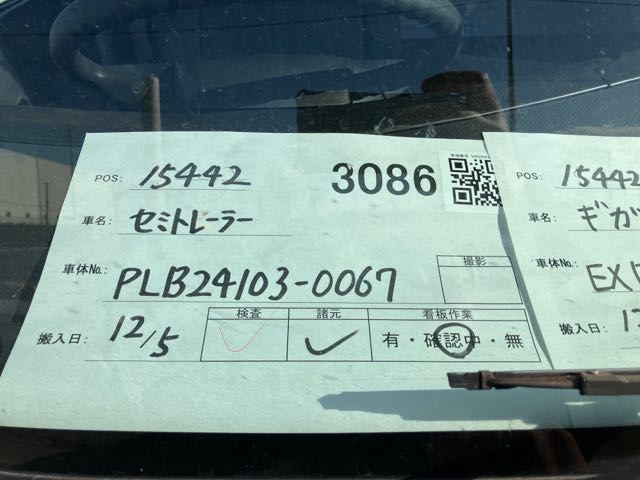 POS: 15442 3086
車名: セミトレーラー
車体No.: PLB24103-0067
撮影
搬入日: 12/5
検査 諸元 看板作業
有・確認中・無
POS: 15442
車名: ギガ
車体No.: EX
搬入日: